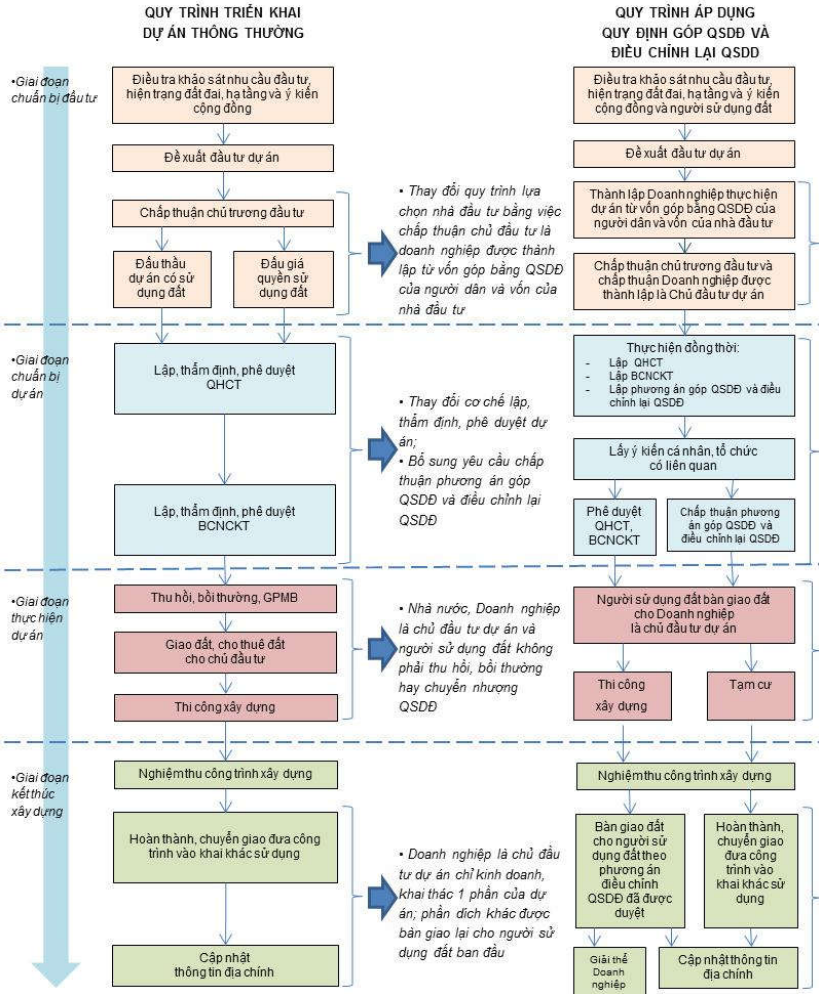 QUY TRÌNH TRIỂN KHAI
DỰ ÁN THÔNG THƯỜNG
QUY TRÌNH ÁP DỤNG
QUY ĐỊNH GÓP QSDĐ VÀ
ĐIỀU CHỈNH LẠI QSDD
•Giai đoạn
chuẩn bị đầu tư
Điều tra khảo sát nhu cầu đầu tư,
hiện trạng đất đai, hạ tầng và ý kiến
cộng đồng
Đề xuất đầu tư dự án
Chấp thuận chủ trương đầu tư
Đấu thầu
dự án có sử
dụng đất
Đấu giá
quyền sử
dụng đất
• Thay đổi quy trình lựa
chọn nhà đầu tư bằng việc
chấp thuận chủ đầu tư là
doanh nghiệp được thành
lập từ vốn góp bằng QSDĐ
của người dân và vốn của
nhà đầu tư
Điều tra khảo sát nhu cầu đầu tư,
hiện trạng đất đai, hạ tầng và ý kiến
cộng đồng và người sử dụng đất
Đề xuất đầu tư dự án
Thành lập Doanh nghiệp thực hiện
dự án từ vốn góp bằng QSDĐ của
người dân và vốn của nhà đầu tư
Chấp thuận chủ trương đầu tư và
chấp thuận Doanh nghiệp được
thành lập là Chủ đầu tư dự án
•Giai đoạn
chuẩn bị
dự án
Lập, thẩm định, phê duyệt
QHCT
Lập, thẩm định, phê duyệt
BCNCKT
• Thay đổi cơ chế lập,
thẩm định, phê duyệt dự
án;
• Bổ sung yêu cầu chấp
thuận phương án góp
QSDĐ và điều chỉnh lại
QSDĐ
Thực hiện đồng thời:
- Lập QHCT
- Lập BCNCKT
- Lập phương án góp QSDĐ và điều
chỉnh lại QSDĐ
Lấy ý kiến cá nhân, tổ chức
có liên quan
Phê duyệt
QHCT,
BCNCKT
Chấp thuận phương
án góp QSDĐ và
điều chỉnh lại QSDĐ
•Giai đoạn
thực hiện
dự án
Thu hồi, bồi thường, GPMB
Giao đất, cho thuê đất
cho chủ đầu tư
Thi công xây dựng
• Nhà nước, Doanh nghiệp
là chủ đầu tư dự án và
người sử dụng đất không
phải thu hồi, bồi thường
hay chuyển nhượng
QSDĐ
Người sử dụng đất bàn giao đất
cho Doanh nghiệp
là chủ đầu tư dự án
Thi công
xây dựng
Tạm cư
•Giai đoạn
kết thúc
xây dựng
Nghiệm thu công trình xây dựng
Hoàn thành, chuyển giao đưa công
trình vào khai khác sử dụng
Cập nhật
thông tin địa chính
• Doanh nghiệp là chủ đầu
tư dự án chỉ kinh doanh,
khai thác 1 phần của dự
án; phần dích khác được
bàn giao lại cho người sử
dụng đất ban đầu
Nghiệm thu công trình xây dựng
Bàn giao đất
cho người sử
dụng đất theo
phương án
điều chỉnh
QSDĐ đã được
duyệt
Hoàn thành,
chuyển giao
đưa công
trình vào
khai khác sử
dụng
Giải thể
Doanh
nghiệp
Cập nhật thông tin
địa chính